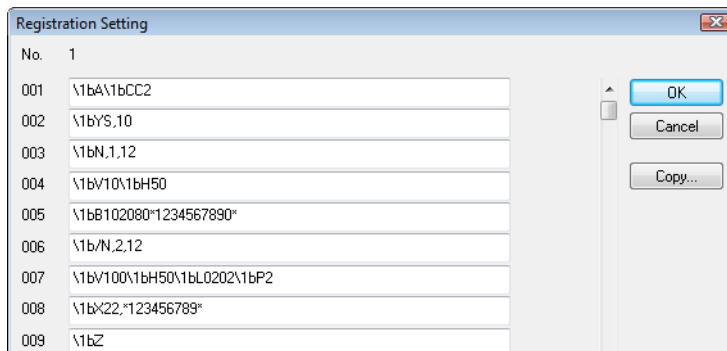 Registration Setting
No. 1
001 \1bA\1bCC2
002 \1bYS,10
003 \1bN,1,12
004 \1bV10\1bH50
005 \1bB102080*1234567890*
006 \1b/N,2,12
007 \1bV100\1bH50\1bL0202\1bP2
008 \1bX22,*123456789*
009 \1bZ
OK
Cancel
Copy...